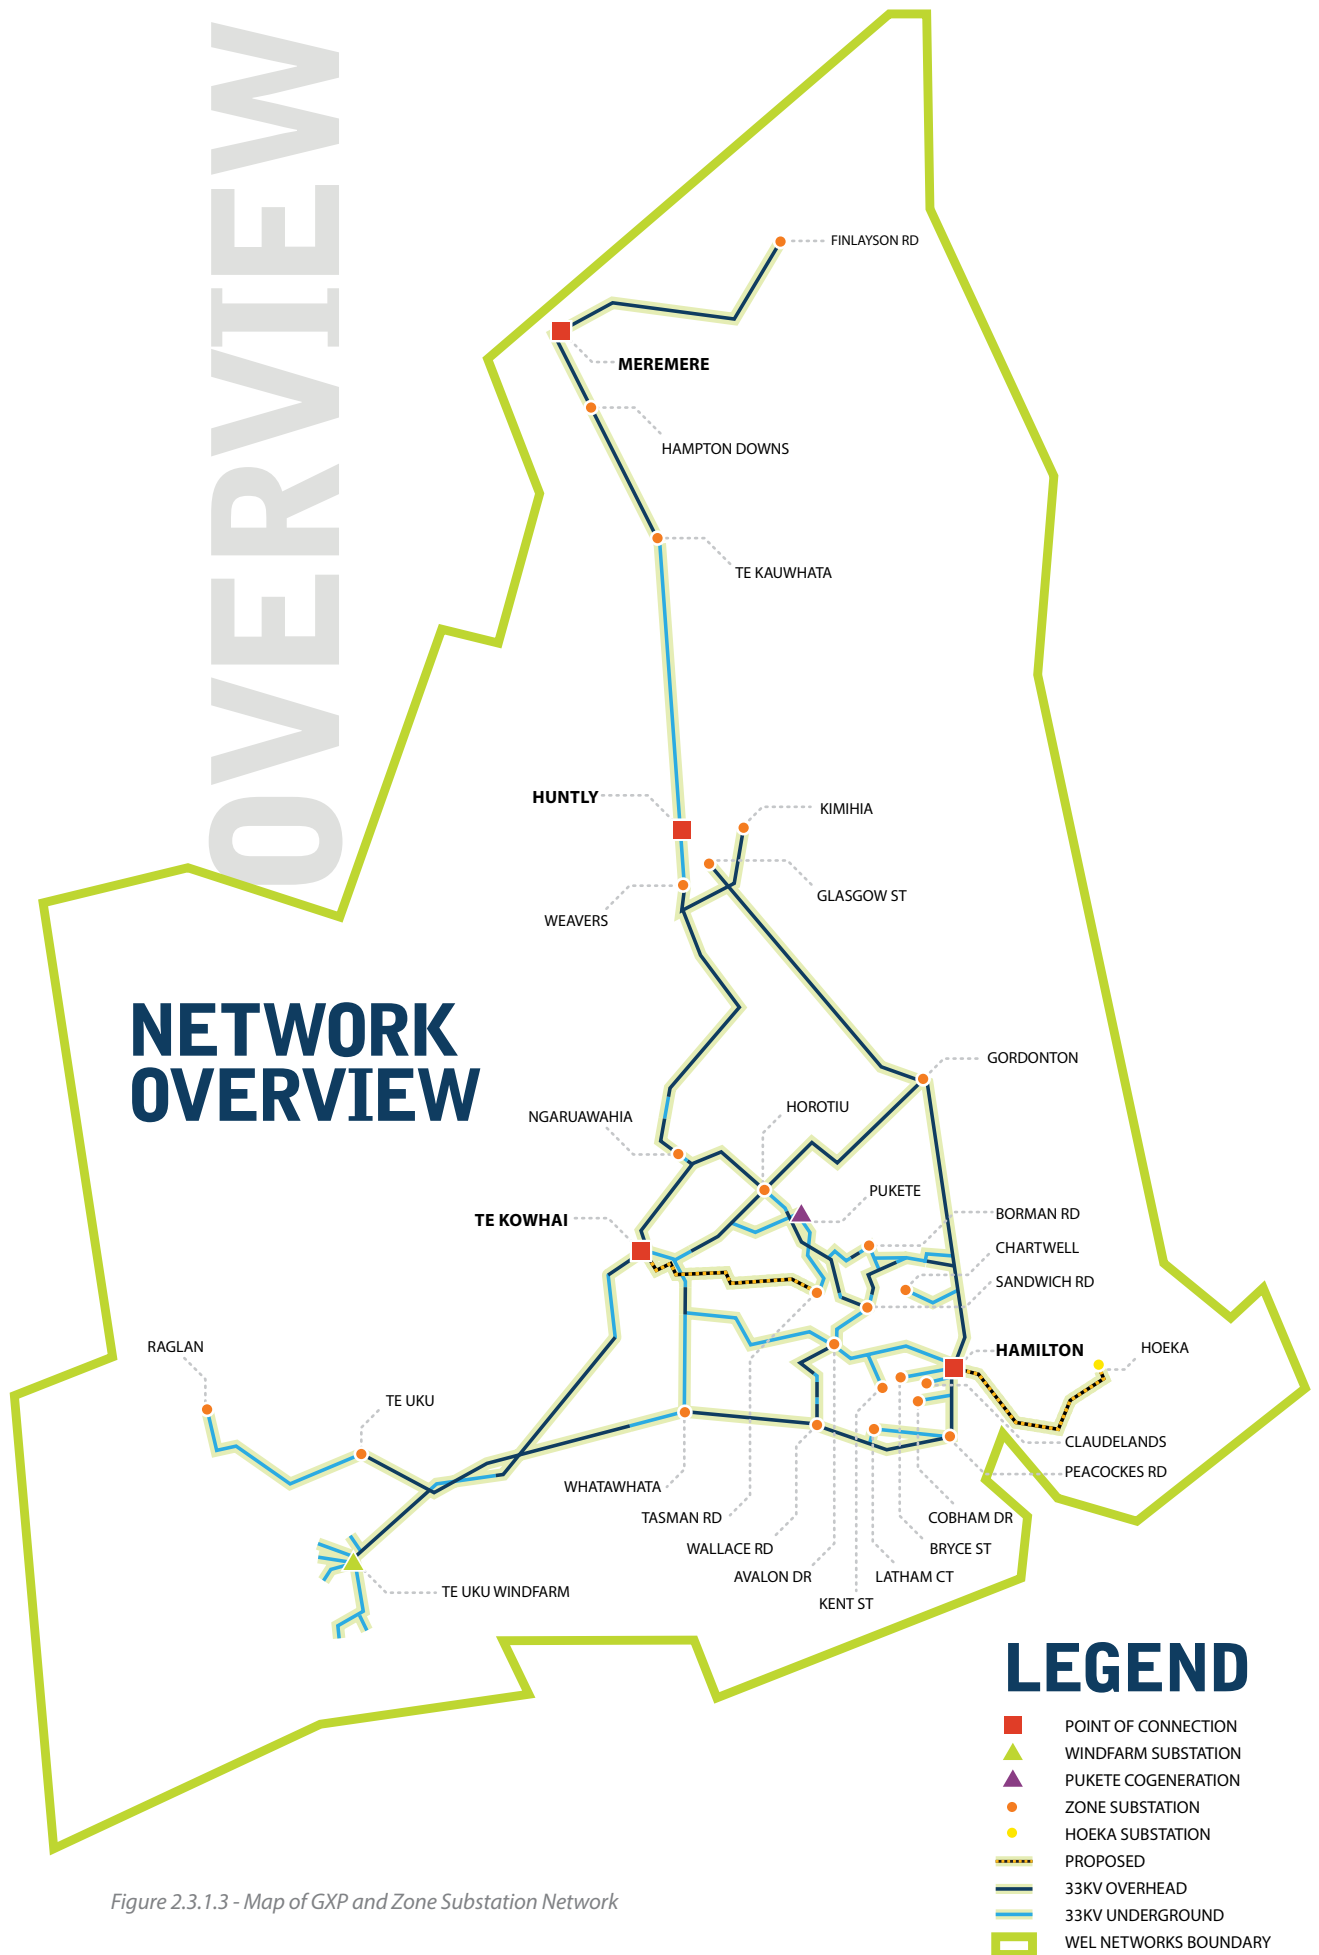 OVERVIEW
FINLAYSON RD
MEREMERE
HAMPTON DOWNS
TE KAUWHATA
HUNTLY
KIMIHIA
GLASGOW ST
WEAVERS
NETWORK
OVERVIEW
GORDONTON
HOROTIU
NGARUAWAHIA
PUKETE
BORMAN RD
TE KOWHAI
CHARTWELL
SANDWICH RD
RAGLAN
HAMILTON
HOEKA
TE UKU
CLAUDELANDS
PEACOCKES RD
WHATAWHATA
TASMAN RD
COBHAM DR
WALLACE RD
BRYCE ST
AVALON DR
LATHAM CT
TE UKU WINDFARM
KENT ST
LEGEND
POINT OF CONNECTION
WINDFARM SUBSTATION
PUKETE COGENERATION
ZONE SUBSTATION
HOEKA SUBSTATION
PROPOSED
33KV OVERHEAD
33KV UNDERGROUND
WEL NETWORKS BOUNDARY
Figure 2.3.1.3 - Map of GXP and Zone Substation Network